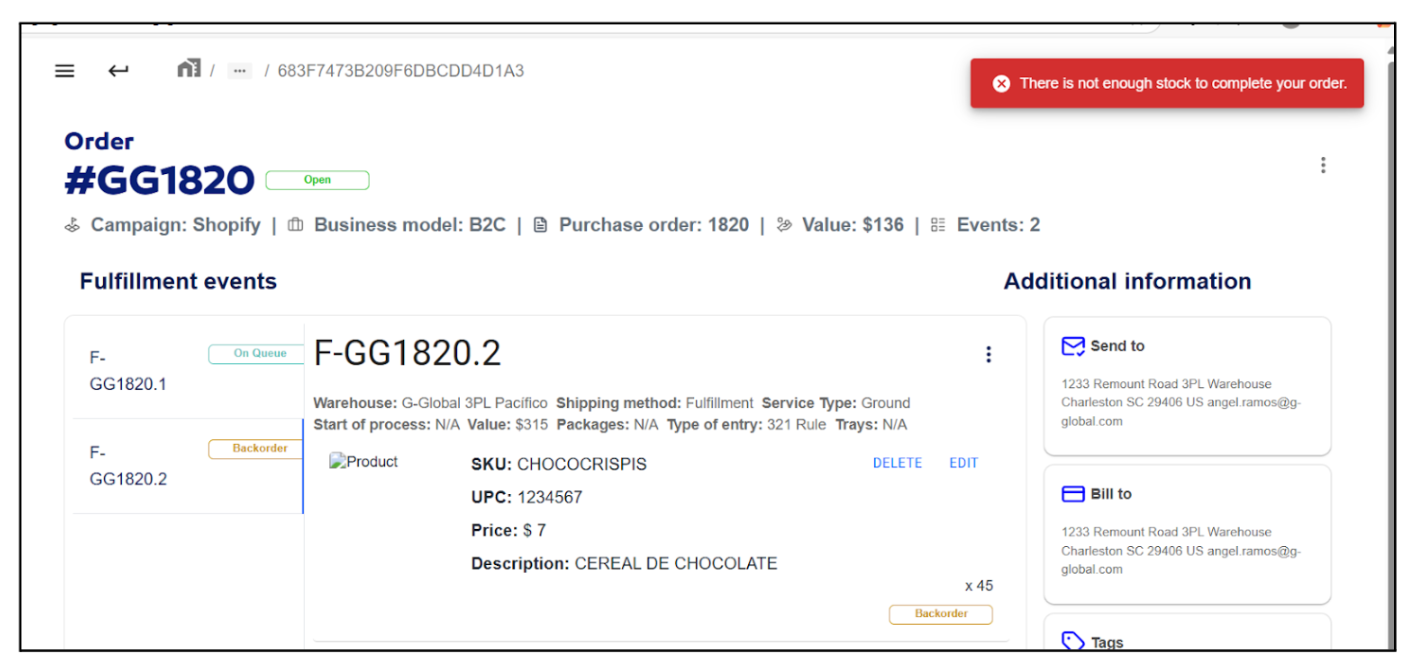 / ... / 683F7473B209F6DBCDD4D1A3
There is not enough stock to complete your order.
Order
#GG1820 Open
Campaign: Shopify | Business model: B2C | Purchase order: 1820 | Value: $136 | Events: 2
Fulfillment events
F-
GG1820.1
On Queue
F-
GG1820.2
Backorder
F-GG1820.2
Warehouse: G-Global 3PL Pacífico Shipping method: Fulfillment Service Type: Ground
Start of process: N/A Value: $315 Packages: N/A Type of entry: 321 Rule Trays: N/A
Product
SKU: CHOCOCRISPIS
DELETE EDIT
UPC: 1234567
Price: $ 7
Description: CEREAL DE CHOCOLATE
x 45
Backorder
Additional information
Send to
1233 Remount Road 3PL Warehouse
Charleston SC 29406 US angel.ramos@g-
global.com
Bill to
1233 Remount Road 3PL Warehouse
Charleston SC 29406 US angel.ramos@g-
global.com
Tags